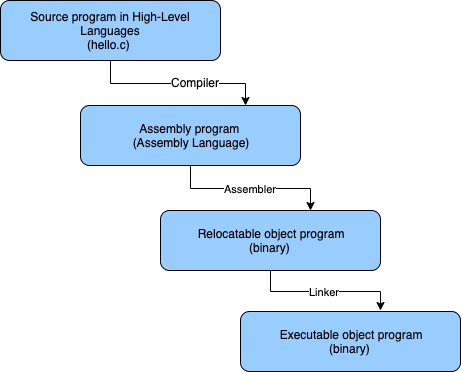 Source program in High-Level
Languages
(hello.c)
Compiler
Assembly program
(Assembly Language)
Assembler
Relocatable object program
(binary)
Linker
Executable object program
(binary)